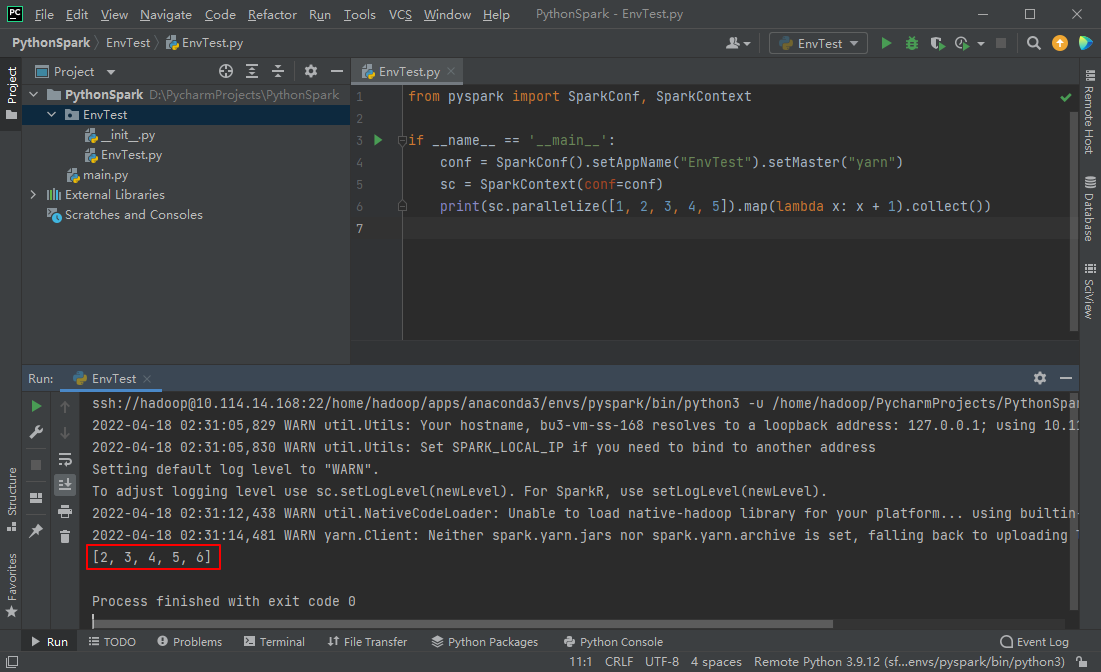 PC File Edit View Navigate Code Refactor Run Tools VCS Window Help PythonSpark - EnvTest.py
PythonSpark EnvTest EnvTest.py EnvTest
Project
Project
EnvTest.py
PythonSpark D:\PycharmProjects\PythonSpark
EnvTest
__init__.py
EnvTest.py
main.py
External Libraries
Scratches and Consoles
1 from pyspark import SparkConf, SparkContext
2
3 if __name__ == '__main__':
4 conf = SparkConf().setAppName("EnvTest").setMaster("yarn")
5 sc = SparkContext(conf=conf)
6 print(sc.parallelize([1, 2, 3, 4, 5]).map(lambda x: x + 1).collect())
7
Remote Host
Database
SciView
Run: EnvTest
ssh://hadoop@10.114.14.168:22/home/hadoop/apps/anaconda3/envs/pyspark/bin/python3 -u /home/hadoop/PycharmProjects/PythonSpar
2022-04-18 02:31:05,829 WARN util.Utils: Your hostname, bu3-vm-ss-168 resolves to a loopback address: 127.0.0.1; using 10.11
2022-04-18 02:31:05,830 WARN util.Utils: Set SPARK_LOCAL_IP if you need to bind to another address
Setting default log level to "WARN".
To adjust logging level use sc.setLogLevel(newLevel). For SparkR, use setLogLevel(newLevel).
2022-04-18 02:31:12,438 WARN util.NativeCodeLoader: Unable to load native-hadoop library for your platform... using builtin-
2022-04-18 02:31:14,481 WARN yarn.Client: Neither spark.yarn.jars nor spark.yarn.archive is set, falling back to uploading
[2, 3, 4, 5, 6]
Process finished with exit code 0
Structure
Favorites
Run TODO Problems Terminal File Transfer Python Packages Python Console Event Log
11:1 CRLF UTF-8 4 spaces Remote Python 3.9.12 (sf...envs/pyspark/bin/python3)